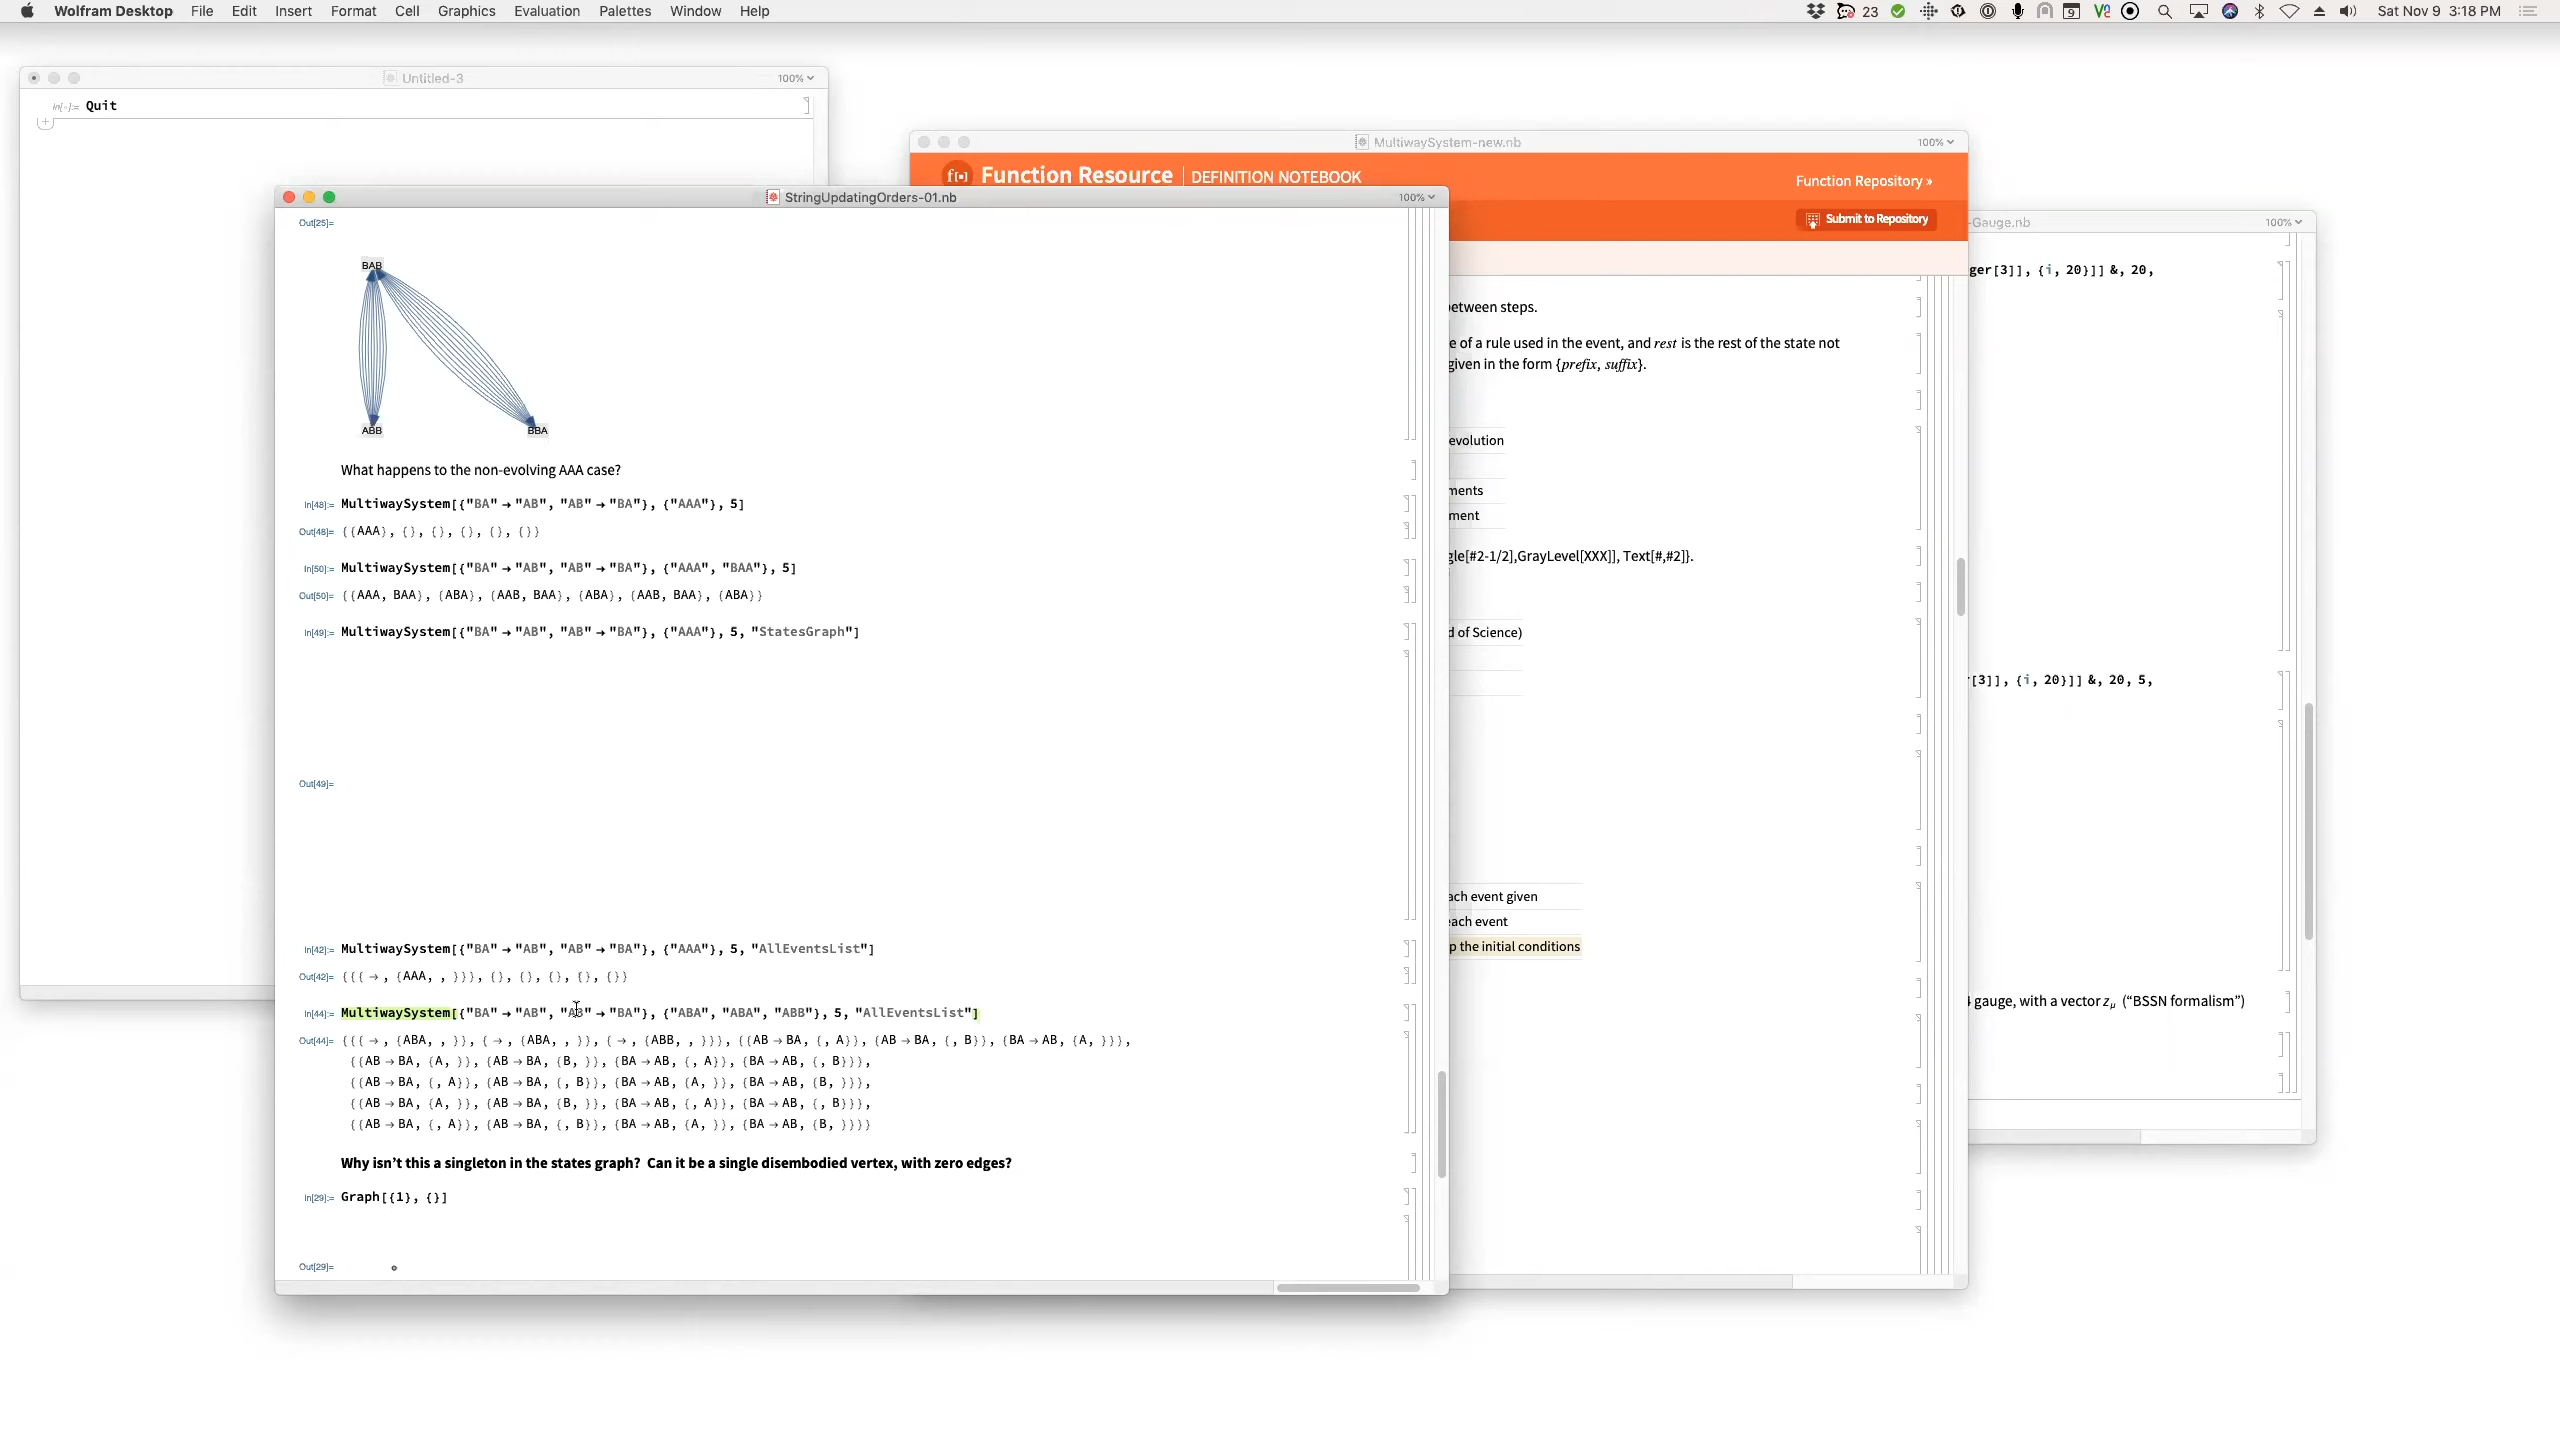 Wolfram Desktop File Edit Insert Format Cell Graphics Evaluation Palettes Window Help
23
9
Sat Nov 9 3:18 PM
Untitled-3
100%
In[•]:= Quit
MultiwaySystem-new.nb
100%
f[▪] Function Resource | DEFINITION NOTEBOOK
Function Repository »
Submit to Repository
StringUpdatingOrders-01.nb
100%
Out[25]=
BAB
ABB
BBA
What happens to the non-evolving AAA case?
In[48]:= MultiwaySystem[{"BA" → "AB", "AB" → "BA"}, {"AAA"}, 5]
Out[48]= {{AAA}, {}, {}, {}, {}, {}}
In[50]:= MultiwaySystem[{"BA" → "AB", "AB" → "BA"}, {"AAA", "BAA"}, 5]
Out[50]= {{AAA, BAA}, {ABA}, {AAB, BAA}, {ABA}, {AAB, BAA}, {ABA}}
In[49]:= MultiwaySystem[{"BA" → "AB", "AB" → "BA"}, {"AAA"}, 5, "StatesGraph"]
Out[49]=
In[42]:= MultiwaySystem[{"BA" → "AB", "AB" → "BA"}, {"AAA"}, 5, "AllEventsList"]
Out[42]= {{{ → , {AAA, , }}}, {}, {}, {}, {}, {}}
In[44]:= MultiwaySystem[{"BA" → "AB", "AB" → "BA"}, {"ABA", "ABA", "ABB"}, 5, "AllEventsList"]
Out[44]= {{{ → , {ABA, , }}, { → , {ABA, , }}, { → , {ABB, , }}}, {{AB → BA, {, A}}, {AB → BA, {, B}}, {BA → AB, {A, }}},
{{AB → BA, {A, }}, {AB → BA, {B, }}, {BA → AB, {, A}}, {BA → AB, {, B}}},
{{AB → BA, {, A}}, {AB → BA, {, B}}, {BA → AB, {A, }}, {BA → AB, {B, }}},
{{AB → BA, {A, }}, {AB → BA, {B, }}, {BA → AB, {, A}}, {BA → AB, {, B}}},
{{AB → BA, {, A}}, {AB → BA, {, B}}, {BA → AB, {A, }}, {BA → AB, {B, }}}}
Why isn't this a singleton in the states graph? Can it be a single disembodied vertex, with zero edges?
In[29]:= Graph[{1}, {}]
Out[29]=
etween steps.
e of a rule used in the event, and rest is the rest of the state not
given in the form {prefix, suffix}.
evolution
ments
ment
gle[#2-1/2],GrayLevel[XXX]], Text[#,#2]}.
d of Science)
ach event given
each event
p the initial conditions
-Gauge.nb
100%
ger[3]], {i, 20}]] &, 20,
r[3]], {i, 20}]] &, 20, 5,
gauge, with a vector zμ ("BSSN formalism")